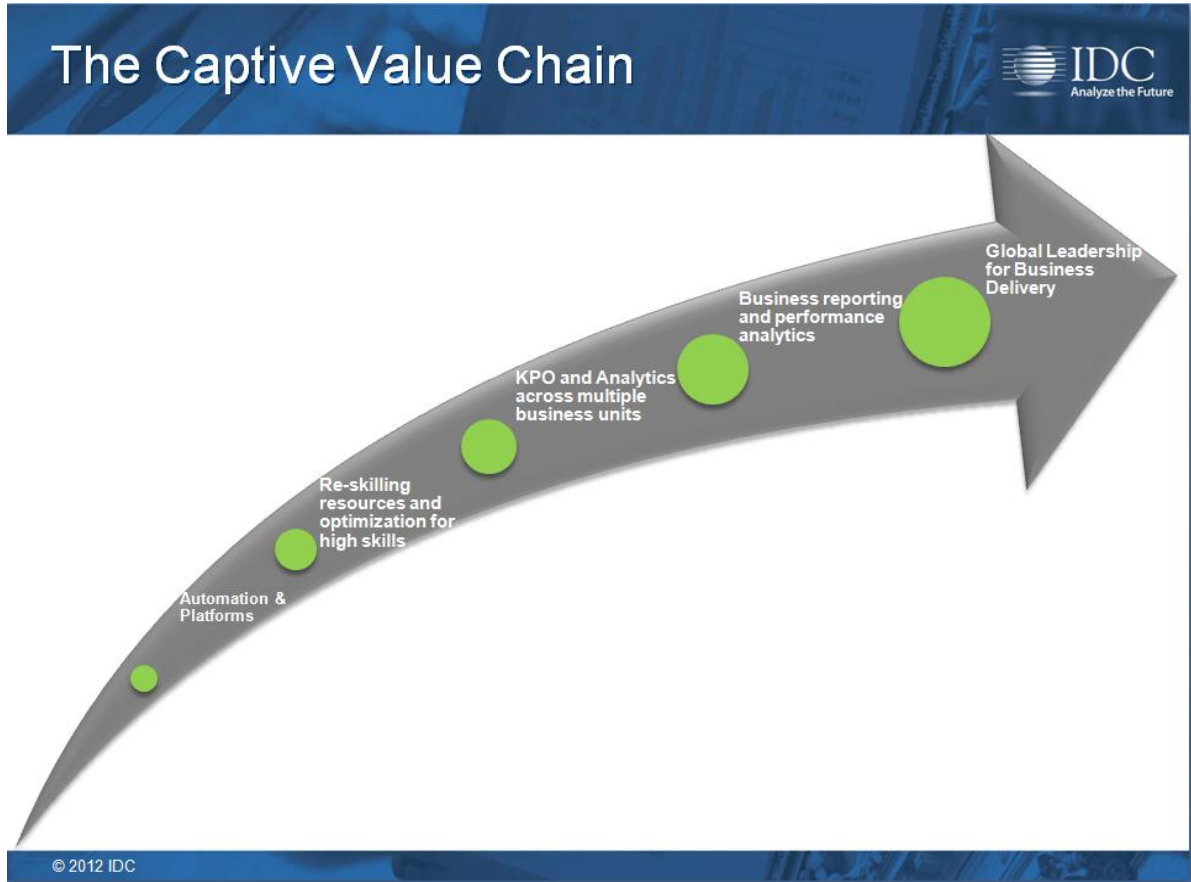 The Captive Value Chain
IDC
Analyze the Future
Global Leadership
for Business
Delivery
Business reporting
and performance
analytics
KPO and Analytics
across multiple
business units
Re-skilling
resources and
optimization for
high skills
Automation &
Platforms
© 2012 IDC